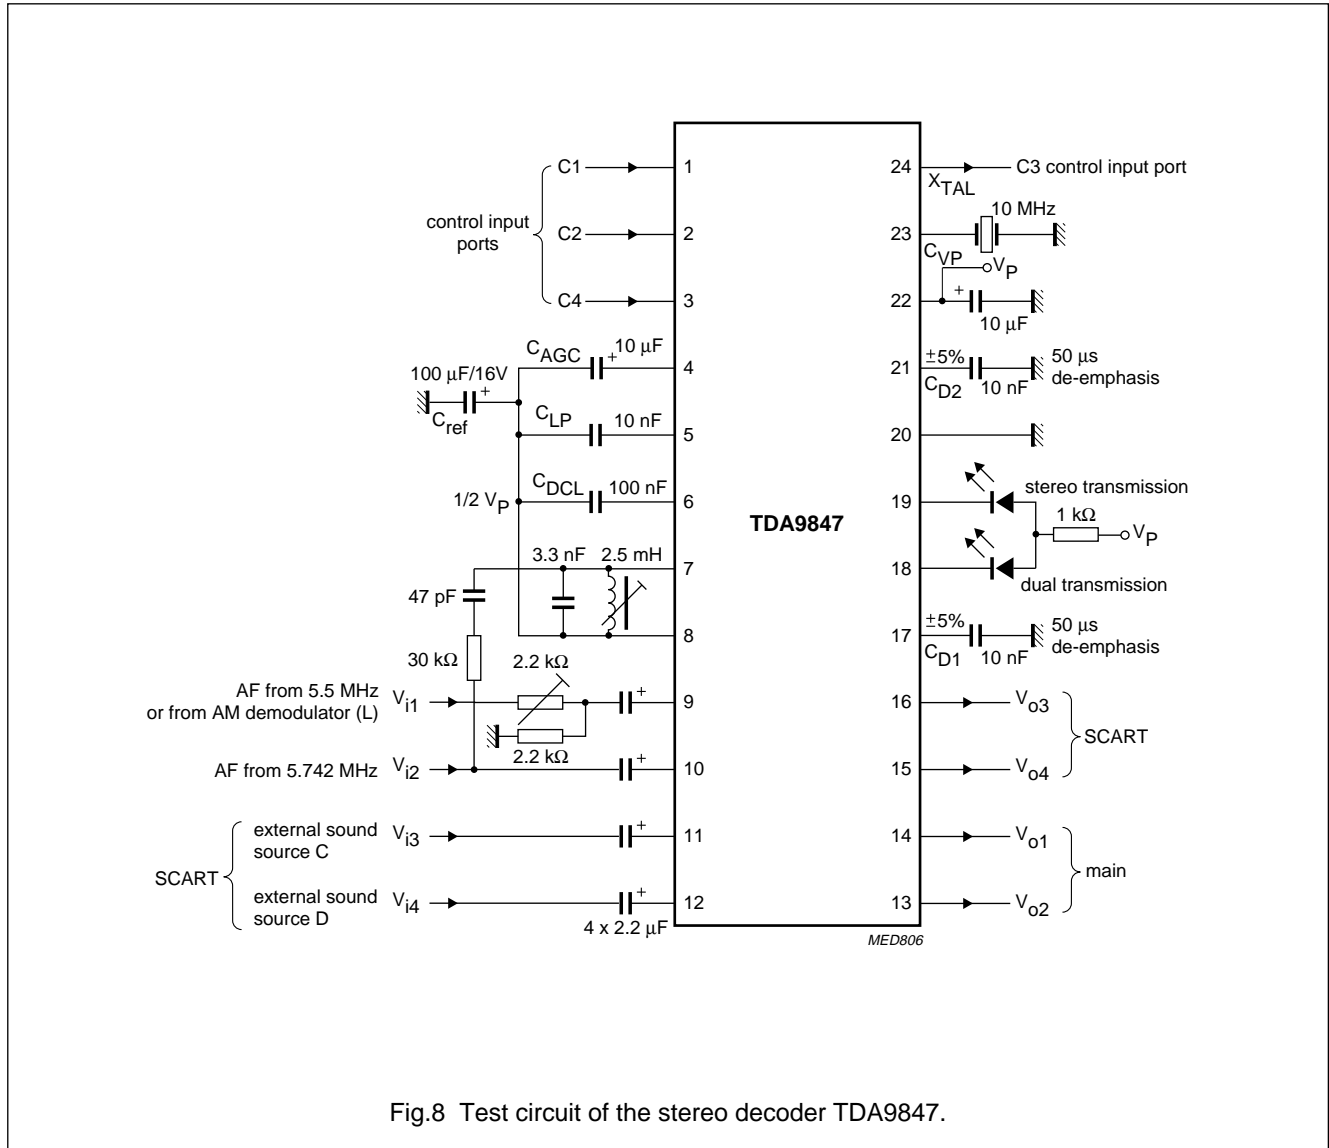 C1
1
24
C3 control input port
X_TAL
10 MHz
control input
ports
C2
2
23
C_VP
V_P
C4
3
22
+
10 μF
C_AGC
10 μF
+
4
21
±5%
C_D2
10 nF
50 μs
de-emphasis
100 μF/16V
+
C_ref
C_LP
10 nF
5
20
1/2 V_P
C_DCL
100 nF
6
TDA9847
19
stereo transmission
1 kΩ
V_P
3.3 nF
2.5 mH
7
18
dual transmission
47 pF
8
17
±5%
C_D1
10 nF
50 μs
de-emphasis
30 kΩ
2.2 kΩ
AF from 5.5 MHz
or from AM demodulator (L)
V_i1
+
9
2.2 kΩ
16
V_o3
SCART
AF from 5.742 MHz
V_i2
+
10
15
V_o4
SCART
external sound
source C
V_i3
+
11
14
V_o1
main
external sound
source D
V_i4
+
12
4 x 2.2 μF
13
V_o2
MED806
Fig.8 Test circuit of the stereo decoder TDA9847.